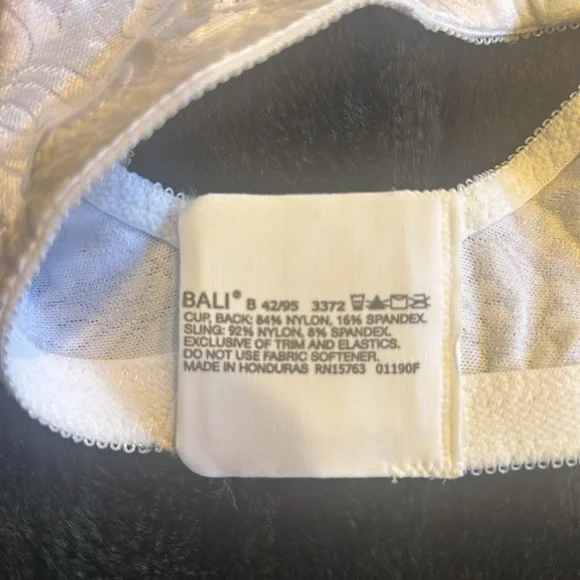 BALI® B 42/95 3372
CUP, BACK: 84% NYLON, 16% SPANDEX.
SLING: 92% NYLON, 8% SPANDEX.
EXCLUSIVE OF TRIM AND ELASTICS.
DO NOT USE FABRIC SOFTENER.
MADE IN HONDURAS RN15763 01190F